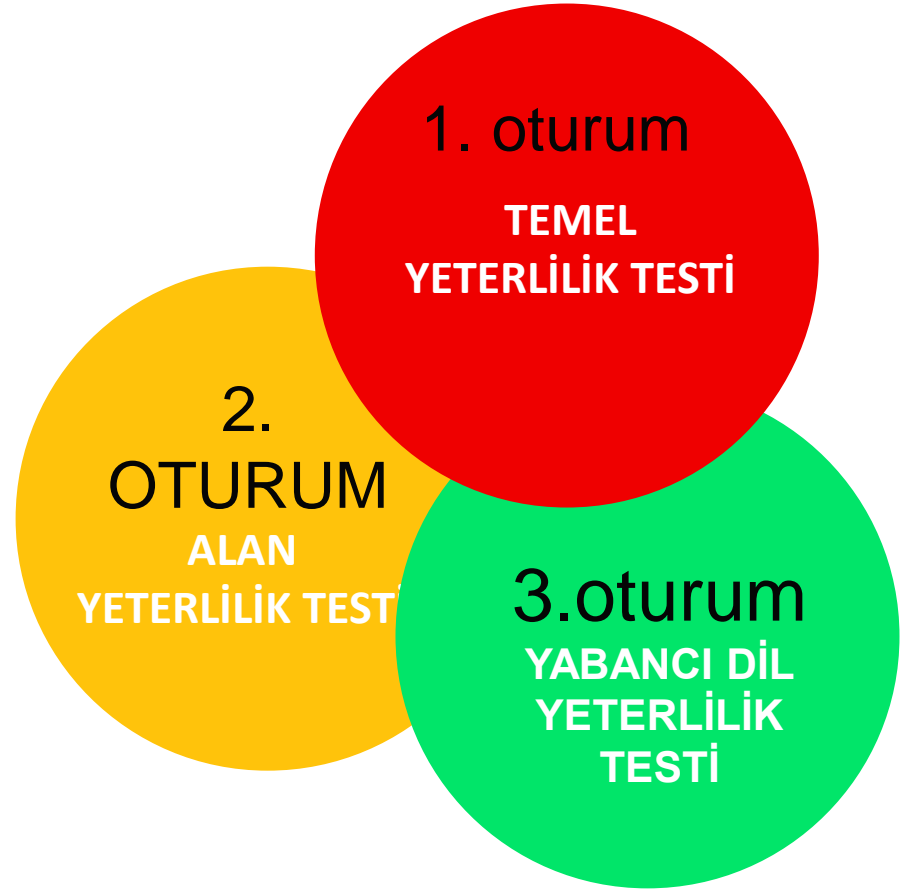 1. oturum
TEMEL
YETERLİLİK TESTİ
2.
OTURUM
ALAN
YETERLİLİK TESTİ
3.oturum
YABANCI DİL
YETERLİLİK
TESTİ